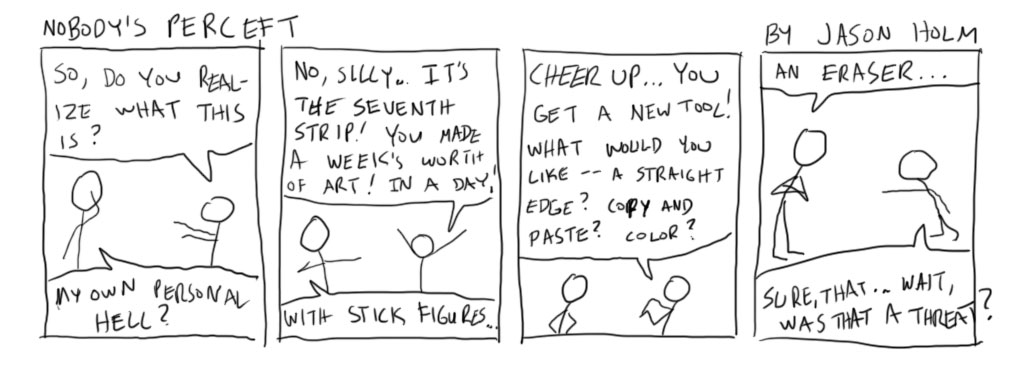 NOBODY'S PERCEFT
BY JASON HOLM
SO, DO YOU REAL-
IZE WHAT THIS
IS?
MY OWN PERSONAL
HELL?
NO, SILLY... IT'S
THE SEVENTH
STRIP! YOU MADE
A WEEK'S WORTH
OF ART! IN A DAY!
WITH STICK FIGURES...
CHEER UP... YOU
GET A NEW TOOL!
WHAT WOULD YOU
LIKE -- A STRAIGHT
EDGE? COPY AND
PASTE? COLOR?
AN ERASER...
SURE, THAT... WAIT,
WAS THAT A THREAT?